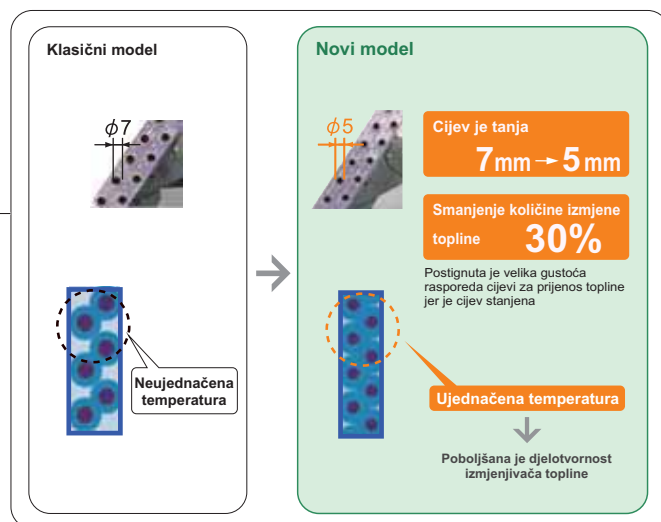 Klasični model
ϕ7
Neujednačena
temperatura
Novi model
ϕ5
Cijev je tanja
7mm → 5mm
Smanjenje količine izmjene
topline 30%
Postignuta je velika gustoća
rasporeda cijevi za prijenos topline
jer je cijev stanjena
Ujednačena temperatura
Poboljšana je djelotvornost
izmjenjivača topline